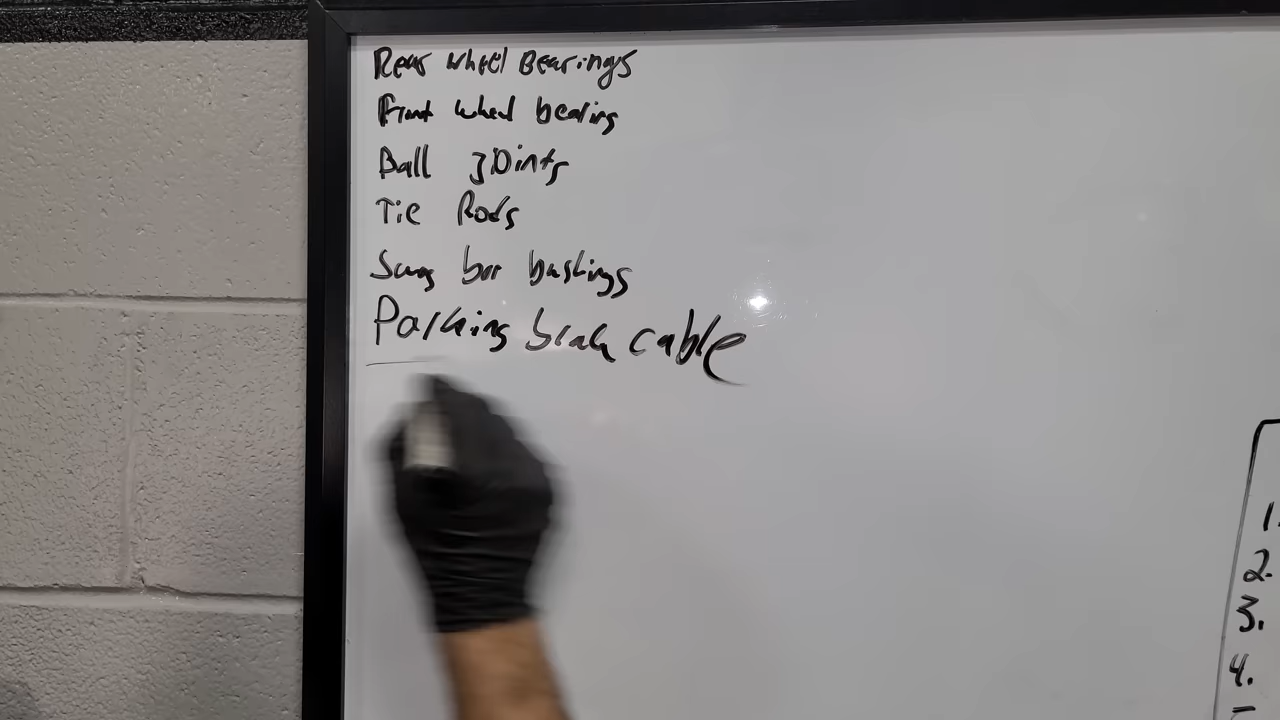 Rear wheel Bearings
Front wheel bearing
Ball joints
Tie Rods
Sway bar bushings
Parking brake cable
1.
2.
3.
4.